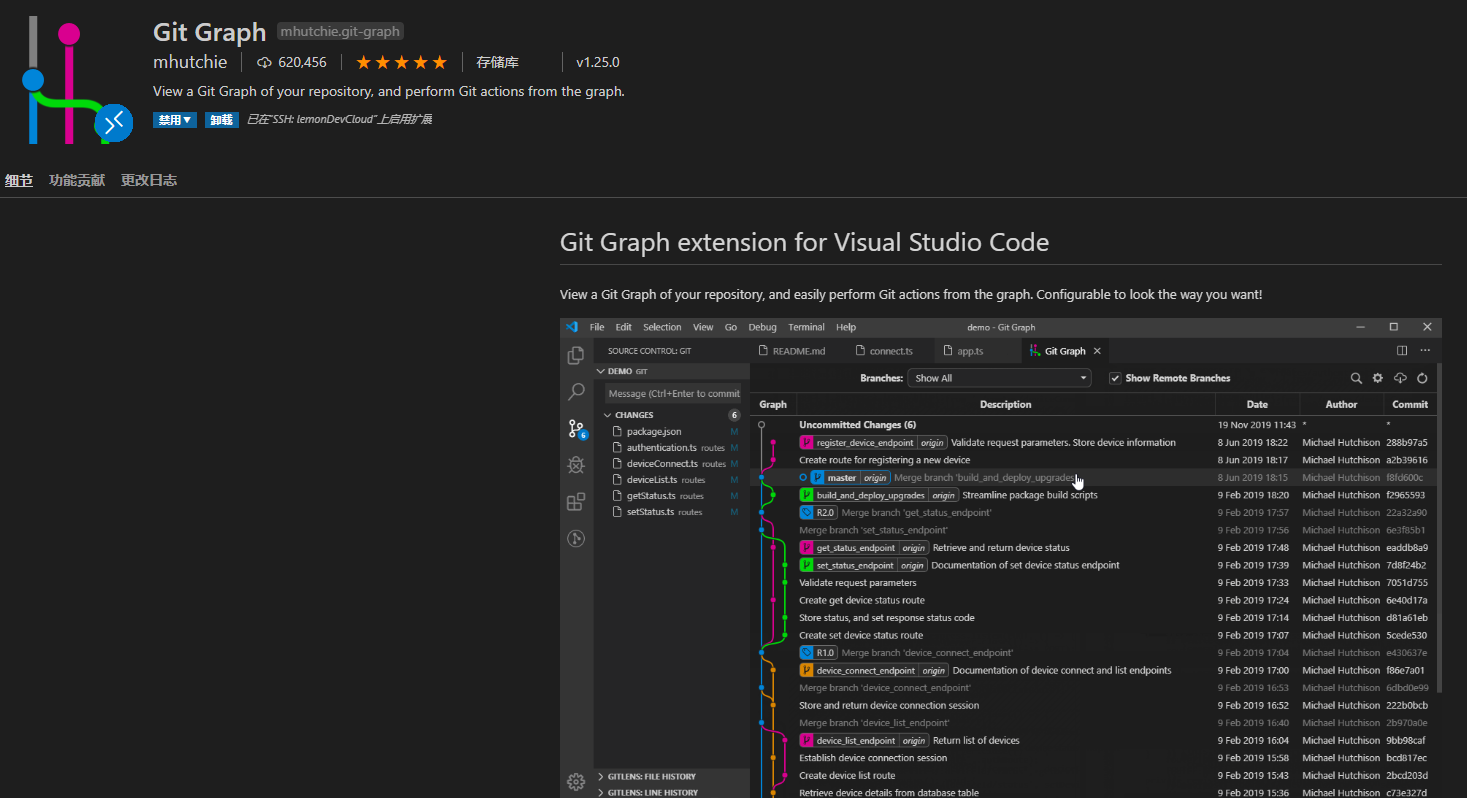 Git Graph mhutchie.git-graph
mhutchie 620,456 存储库 v1.25.0
View a Git Graph of your repository, and perform Git actions from the graph.
禁用 卸载 已在"SSH: lemonDevCloud"上启用扩展
细节 功能贡献 更改日志
Git Graph extension for Visual Studio Code
View a Git Graph of your repository, and easily perform Git actions from the graph. Configurable to look the way you want!
File Edit Selection View Go Debug Terminal Help demo - Git Graph
SOURCE CONTROL: GIT README.md connect.ts app.ts Git Graph
DEMO GIT
Message (Ctrl+Enter to commit
CHANGES 6
package.json M
authentication.ts routes M
deviceConnect.ts routes M
deviceList.ts routes M
getStatus.ts routes M
setStatus.ts routes M
6
GITLENS: FILE HISTORY
GITLENS: LINE HISTORY
Branches: Show All Show Remote Branches
Graph Description Date Author Commit
Uncommitted Changes (6) 19 Nov 2019 11:43 * *
register_device_endpoint origin Validate request parameters. Store device information 8 Jun 2019 18:22 Michael Hutchison 288b97a5
Create route for registering a new device 8 Jun 2019 18:17 Michael Hutchison a2b39616
master origin Merge branch 'build_and_deploy_upgrades' 8 Jun 2019 18:15 Michael Hutchison f8fd600c
build_and_deploy_upgrades origin Streamline package build scripts 9 Feb 2019 18:20 Michael Hutchison f2965593
R2.0 Merge branch 'get_status_endpoint' 9 Feb 2019 17:57 Michael Hutchison 22a32a90
Merge branch 'set_status_endpoint' 9 Feb 2019 17:56 Michael Hutchison 6e3f85b1
get_status_endpoint origin Retrieve and return device status 9 Feb 2019 17:48 Michael Hutchison eaddb8a9
set_status_endpoint origin Documentation of set device status endpoint 9 Feb 2019 17:39 Michael Hutchison 7d8f24b2
Validate request parameters 9 Feb 2019 17:33 Michael Hutchison 7051d755
Create get device status route 9 Feb 2019 17:24 Michael Hutchison 6e40d17a
Store status, and set response status code 9 Feb 2019 17:14 Michael Hutchison d81a61eb
Create set device status route 9 Feb 2019 17:07 Michael Hutchison 5cede530
R1.0 Merge branch 'device_connect_endpoint' 9 Feb 2019 17:04 Michael Hutchison e430637e
device_connect_endpoint origin Documentation of device connect and list endpoints 9 Feb 2019 17:00 Michael Hutchison f86e7a01
Merge branch 'device_connect_endpoint' 9 Feb 2019 16:53 Michael Hutchison 6dbd0e99
Store and return device connection session 9 Feb 2019 16:52 Michael Hutchison 222b0bcb
Merge branch 'device_list_endpoint' 9 Feb 2019 16:40 Michael Hutchison 2b970a0e
device_list_endpoint origin Return list of devices 9 Feb 2019 16:04 Michael Hutchison 9bb98caf
Establish device connection session 9 Feb 2019 15:58 Michael Hutchison bcd817ec
Create device list route 9 Feb 2019 15:43 Michael Hutchison 2bcd203d
Retrieve device details from database table 9 Feb 2019 15:36 Michael Hutchison c73e327d